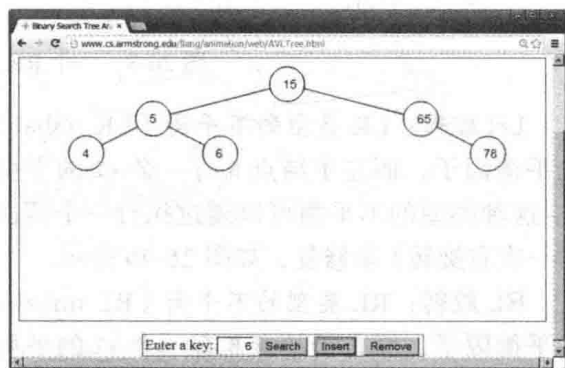 Binary Search Tree An ×
www.cs.armstrong.edu/liang/animation/web/AVLTree.html
15
5
65
4
6
78
Enter a key: 6 Search Insert Remove